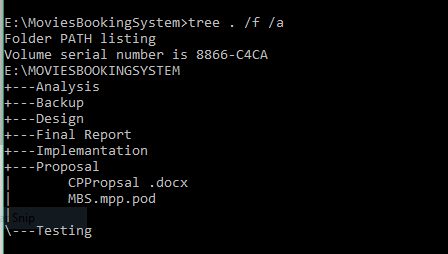 E:\MoviesBookingSystem>tree . /f /a
Folder PATH listing
Volume serial number is 8866-C4CA
E:\MOVIESBOOKINGSYSTEM
+---Analysis
+---Backup
+---Design
+---Final Report
+---Implemantation
+---Proposal
|       CPPropsal .docx
|       MBS.mpp.pod
|
Snip
\---Testing